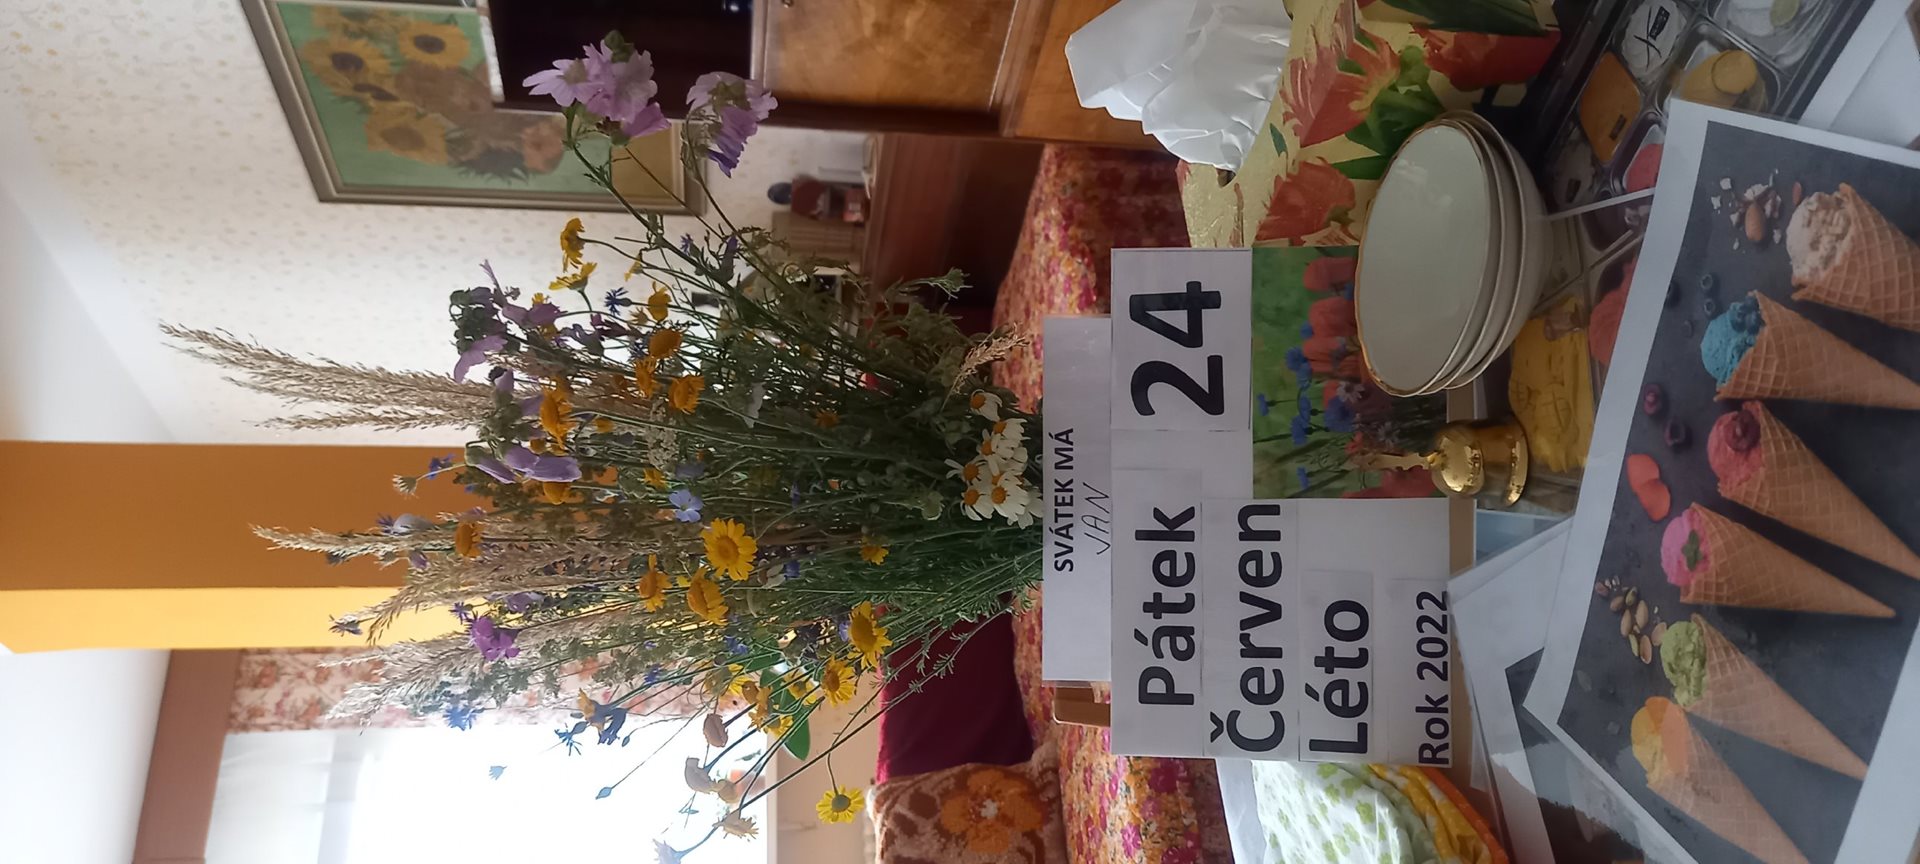 SVÁTEK MÁ
JAN
Pátek 24
Červen
Léto
Rok 2022